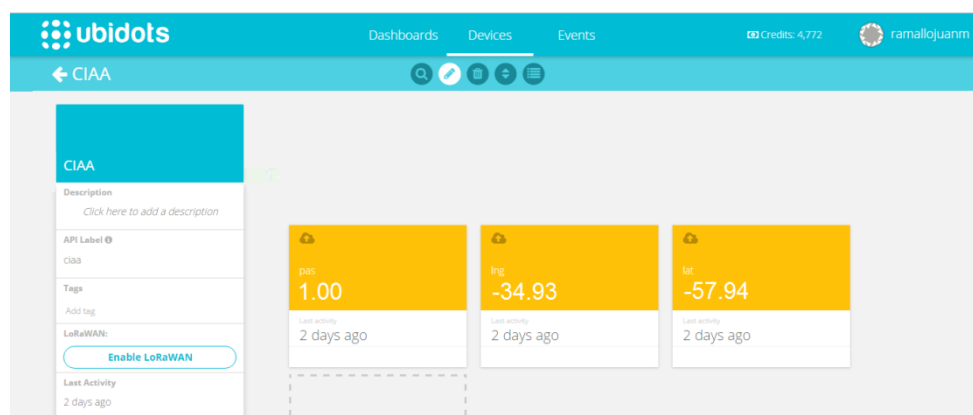 ubidots
Dashboards
Devices
Events
Credits: 4,772
ramallojuanm
CIAA
CIAA
Description
Click here to add a description
API Label
ciaa
Tags
Add tag
LoRaWAN:
Enable LoRaWAN
Last Activity
2 days ago
pas
1.00
Last activity
2 days ago
lng
-34.93
Last activity
2 days ago
lat
-57.94
Last activity
2 days ago